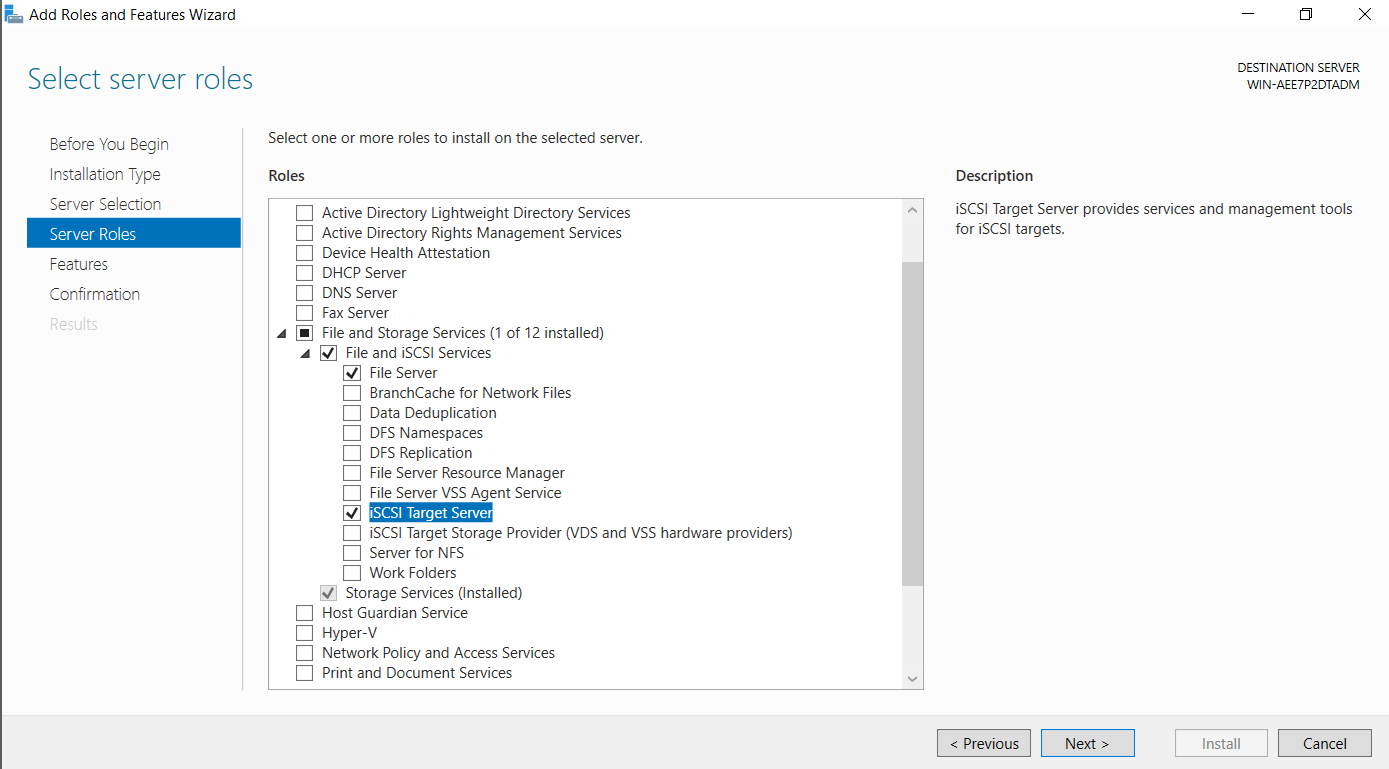 Add Roles and Features Wizard
Select server roles
DESTINATION SERVER
WIN-AEE7P2DTADM
Before You Begin
Installation Type
Server Selection
Server Roles
Features
Confirmation
Results
Select one or more roles to install on the selected server.
Roles
Active Directory Lightweight Directory Services
Active Directory Rights Management Services
Device Health Attestation
DHCP Server
DNS Server
Fax Server
File and Storage Services (1 of 12 installed)
File and iSCSI Services
File Server
BranchCache for Network Files
Data Deduplication
DFS Namespaces
DFS Replication
File Server Resource Manager
File Server VSS Agent Service
iSCSI Target Server
iSCSI Target Storage Provider (VDS and VSS hardware providers)
Server for NFS
Work Folders
Storage Services (Installed)
Host Guardian Service
Hyper-V
Network Policy and Access Services
Print and Document Services
Description
iSCSI Target Server provides services and management tools
for iSCSI targets.
< Previous
Next >
Install
Cancel